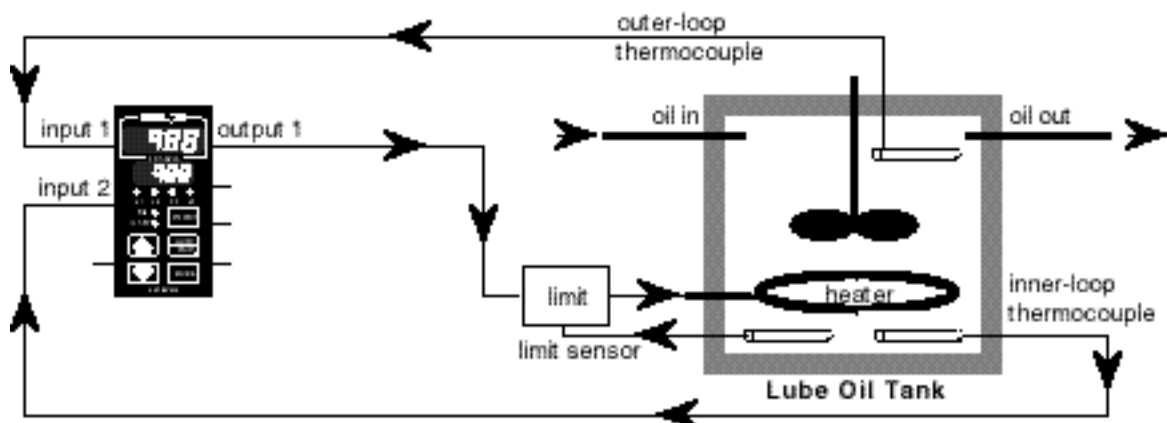 outer-loop
thermocouple
input 1
output 1
oil in
oil out
input 2
limit
heater
inner-loop
thermocouple
limit sensor
Lube Oil Tank